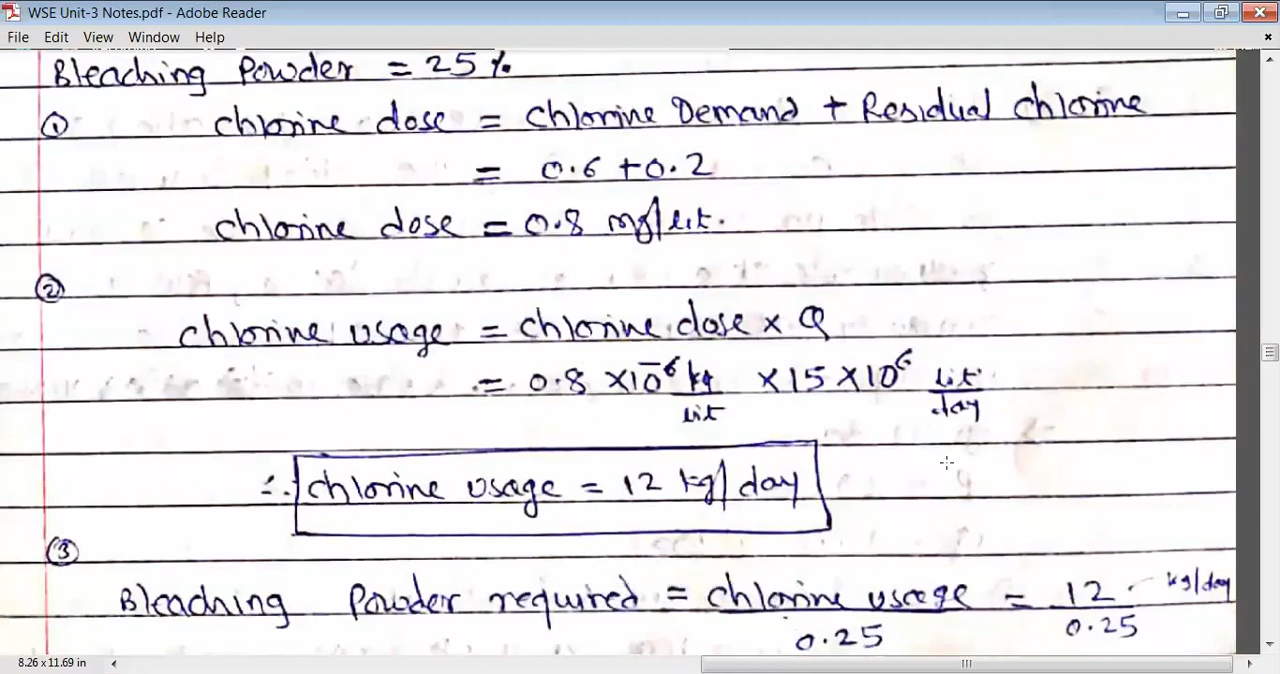 WSE Unit-3 Notes.pdf - Adobe Reader
File Edit View Window Help
Bleaching Powder = 25 %.
① chlorine dose = chlorine Demand + Residual chlorine
= 0.6 + 0.2
chlorine dose = 0.8 mg/lit.
②
chlorine usage = chlorine dose × Q
= 0.8 × 10⁻⁶ kg/lit × 15 × 10⁶ lit/day
∴ chlorine usage = 12 kg/day
③
Bleaching Powder required = chlorine usage / 0.25 = 12 / 0.25 kg/day
8.26 x 11.69 in